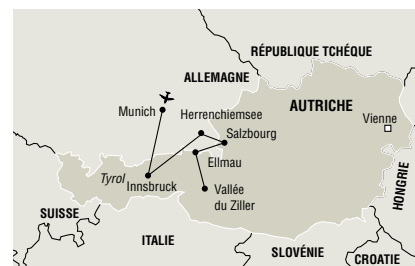 RÉPUBLIQUE TCHÈQUE
ALLEMAGNE
Munich
Herrenchiemsee
AUTRICHE
Vienne
Salzbourg
Ellmau
Tyrol
Innsbruck
Vallée
du Ziller
HONGRIE
SUISSE
ITALIE
SLOVÉNIE
CROATIE